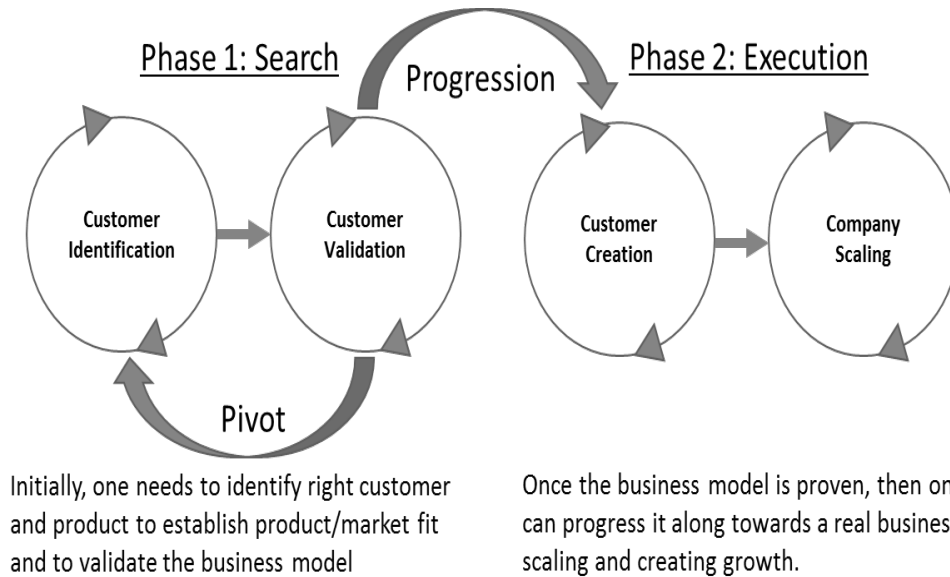 Phase 1: Search
Progression
Phase 2: Execution
Customer
Identification
Customer
Validation
Customer
Creation
Company
Scaling
Pivot
Initially, one needs to identify right customer
and product to establish product/market fit
and to validate the business model
Once the business model is proven, then
can progress it along towards a real
scaling and creating growth.